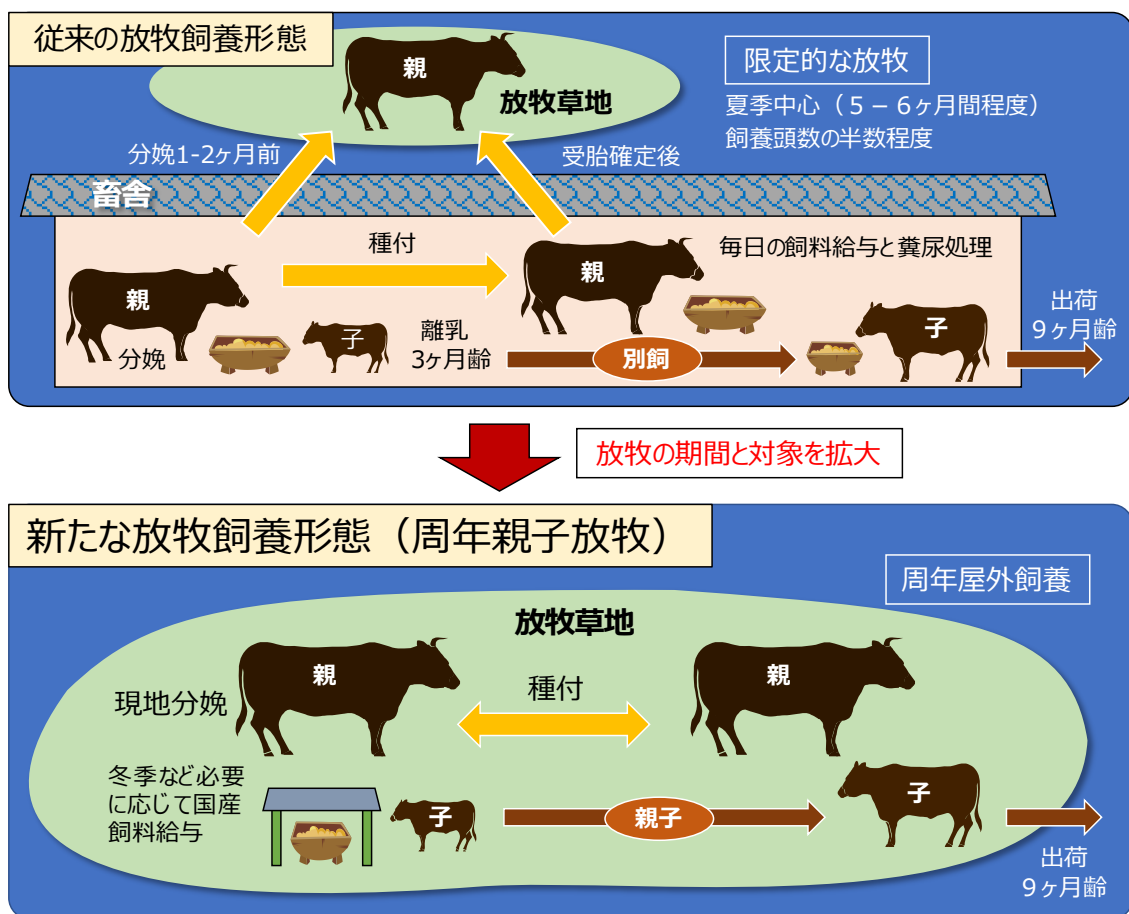 従来の放牧飼養形態
親
放牧草地
限定的な放牧
夏季中心（５－６ヶ月間程度）
飼養頭数の半数程度
分娩1-2ヶ月前
受胎確定後
畜舎
種付
毎日の飼料給与と糞尿処理
親
親
分娩
子
離乳
3ヶ月齢
別飼
子
出荷
9ヶ月齢
放牧の期間と対象を拡大
新たな放牧飼養形態（周年親子放牧）
周年屋外飼養
放牧草地
親
種付
親
現地分娩
冬季など必要
に応じて国産
飼料給与
子
親子
子
出荷
9ヶ月齢